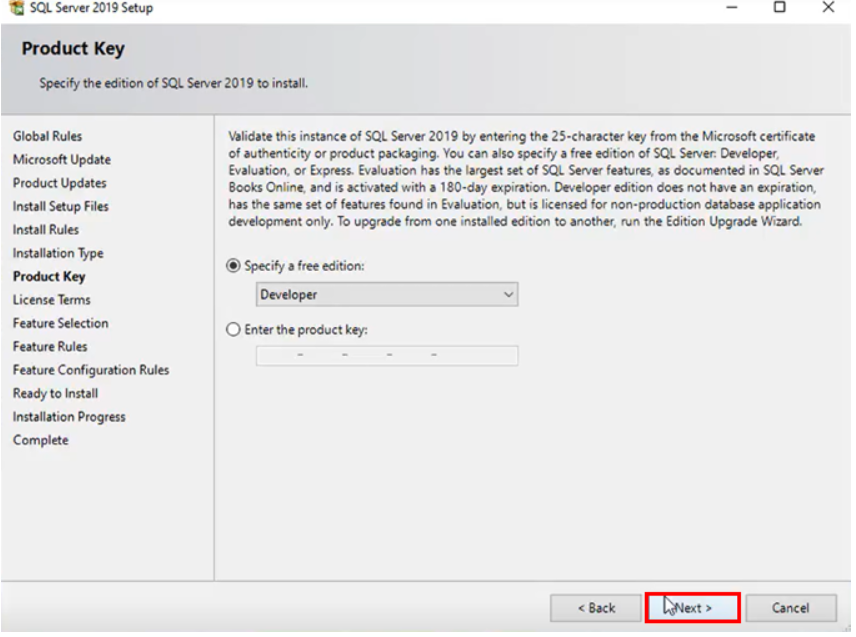 SQL Server 2019 Setup
Product Key
Specify the edition of SQL Server 2019 to install.
Global Rules
Microsoft Update
Product Updates
Install Setup Files
Install Rules
Installation Type
Product Key
License Terms
Feature Selection
Feature Rules
Feature Configuration Rules
Ready to Install
Installation Progress
Complete
Validate this instance of SQL Server 2019 by entering the 25-character key from the Microsoft certificate
of authenticity or product packaging. You can also specify a free edition of SQL Server: Developer,
Evaluation, or Express. Evaluation has the largest set of SQL Server features, as documented in SQL Server
Books Online, and is activated with a 180-day expiration. Developer edition does not have an expiration,
has the same set of features found in Evaluation, but is licensed for non-production database application
development only. To upgrade from one installed edition to another, run the Edition Upgrade Wizard.
Specify a free edition:
Developer
Enter the product key:
- - - -
< Back
Next >
Cancel